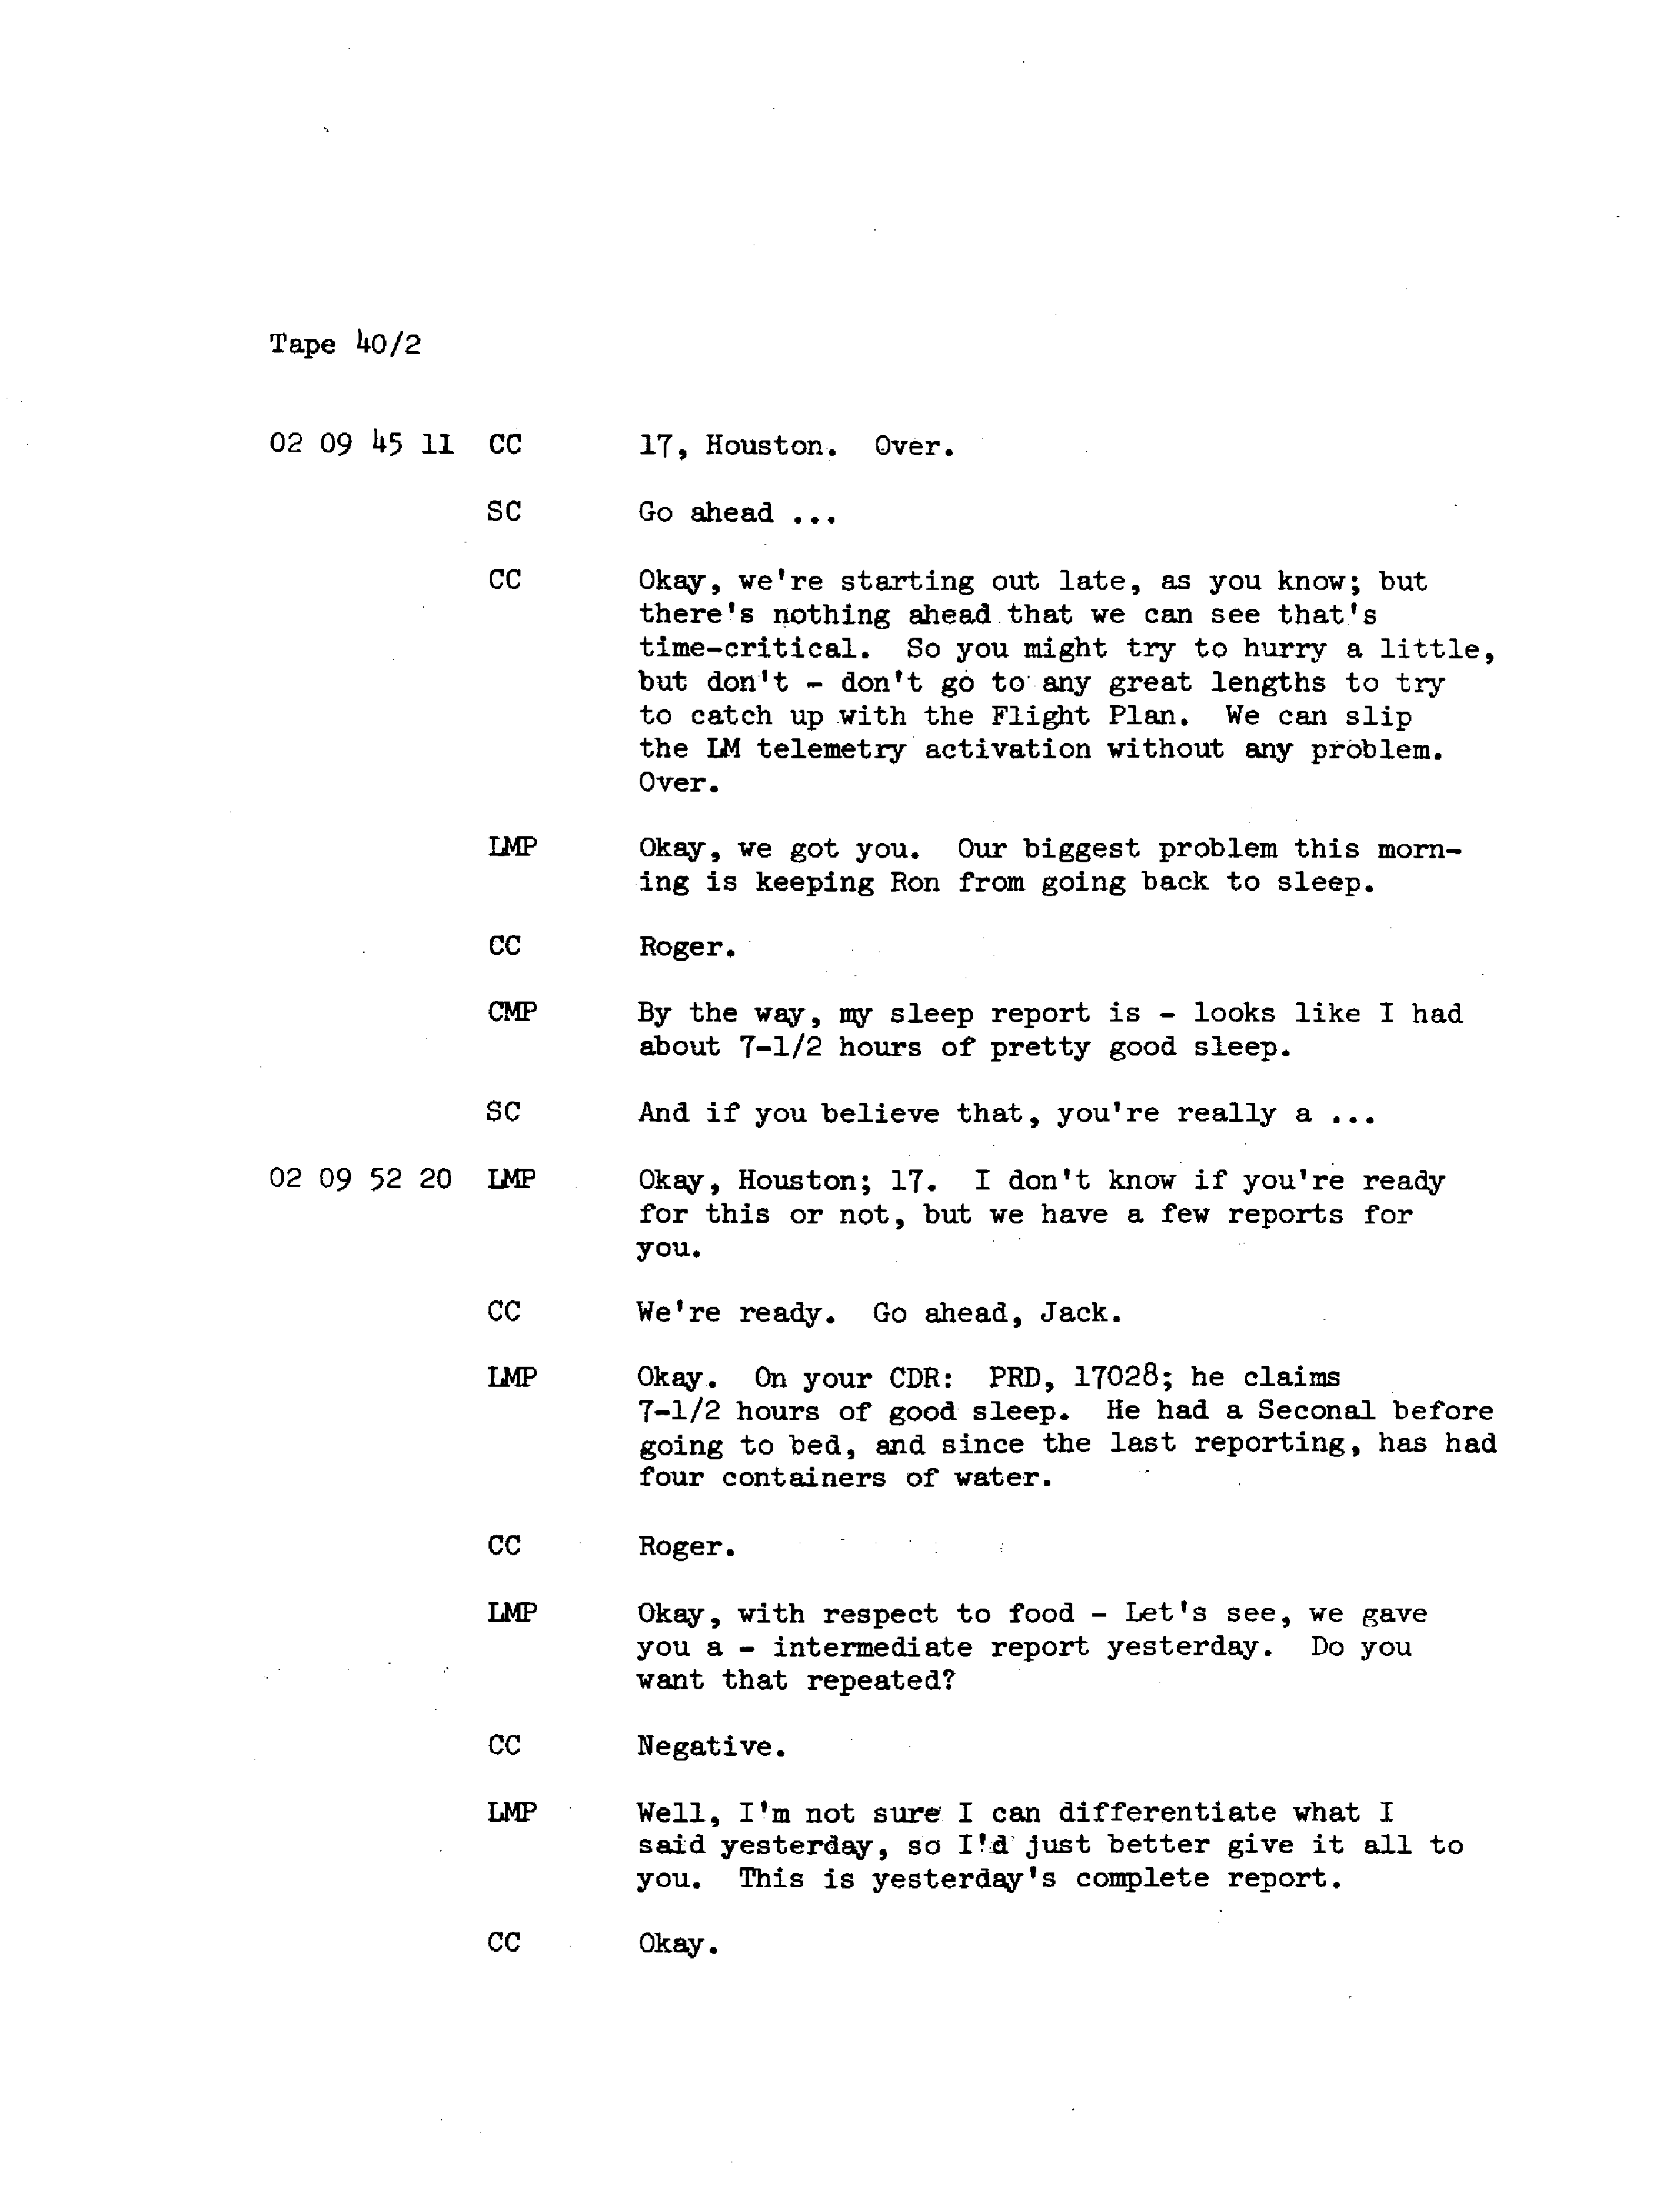 Tape 40/2
02 09 45 11 CC 17, Houston. Over.
SC Go ahead ...
CC Okay, we're starting out late, as you know; but
there's nothing ahead that we can see that's
time-critical. So you might try to hurry a little,
but don't - don't go to any great lengths to try
to catch up with the Flight Plan. We can slip
the LM telemetry activation without any problem.
Over.
LMP Okay, we got you. Our biggest problem this morn-
ing is keeping Ron from going back to sleep.
CC Roger.
CMP By the way, my sleep report is - looks like I had
about 7-1/2 hours of pretty good sleep.
SC And if you believe that, you're really a ...
02 09 52 20 LMP Okay, Houston; 17. I don't know if you're ready
for this or not, but we have a few reports for
you.
CC We're ready. Go ahead, Jack.
LMP Okay. On your CDR: PRD, 17028; he claims
7-1/2 hours of good sleep. He had a Seconal before
going to bed, and since the last reporting, has had
four containers of water.
CC Roger.
LMP Okay, with respect to food - Let's see, we gave
you a - intermediate report yesterday. Do you
want that repeated?
CC Negative.
LMP Well, I'm not sure I can differentiate what I
said yesterday, so I'd just better give it all to
you. This is yesterday's complete report.
CC Okay.